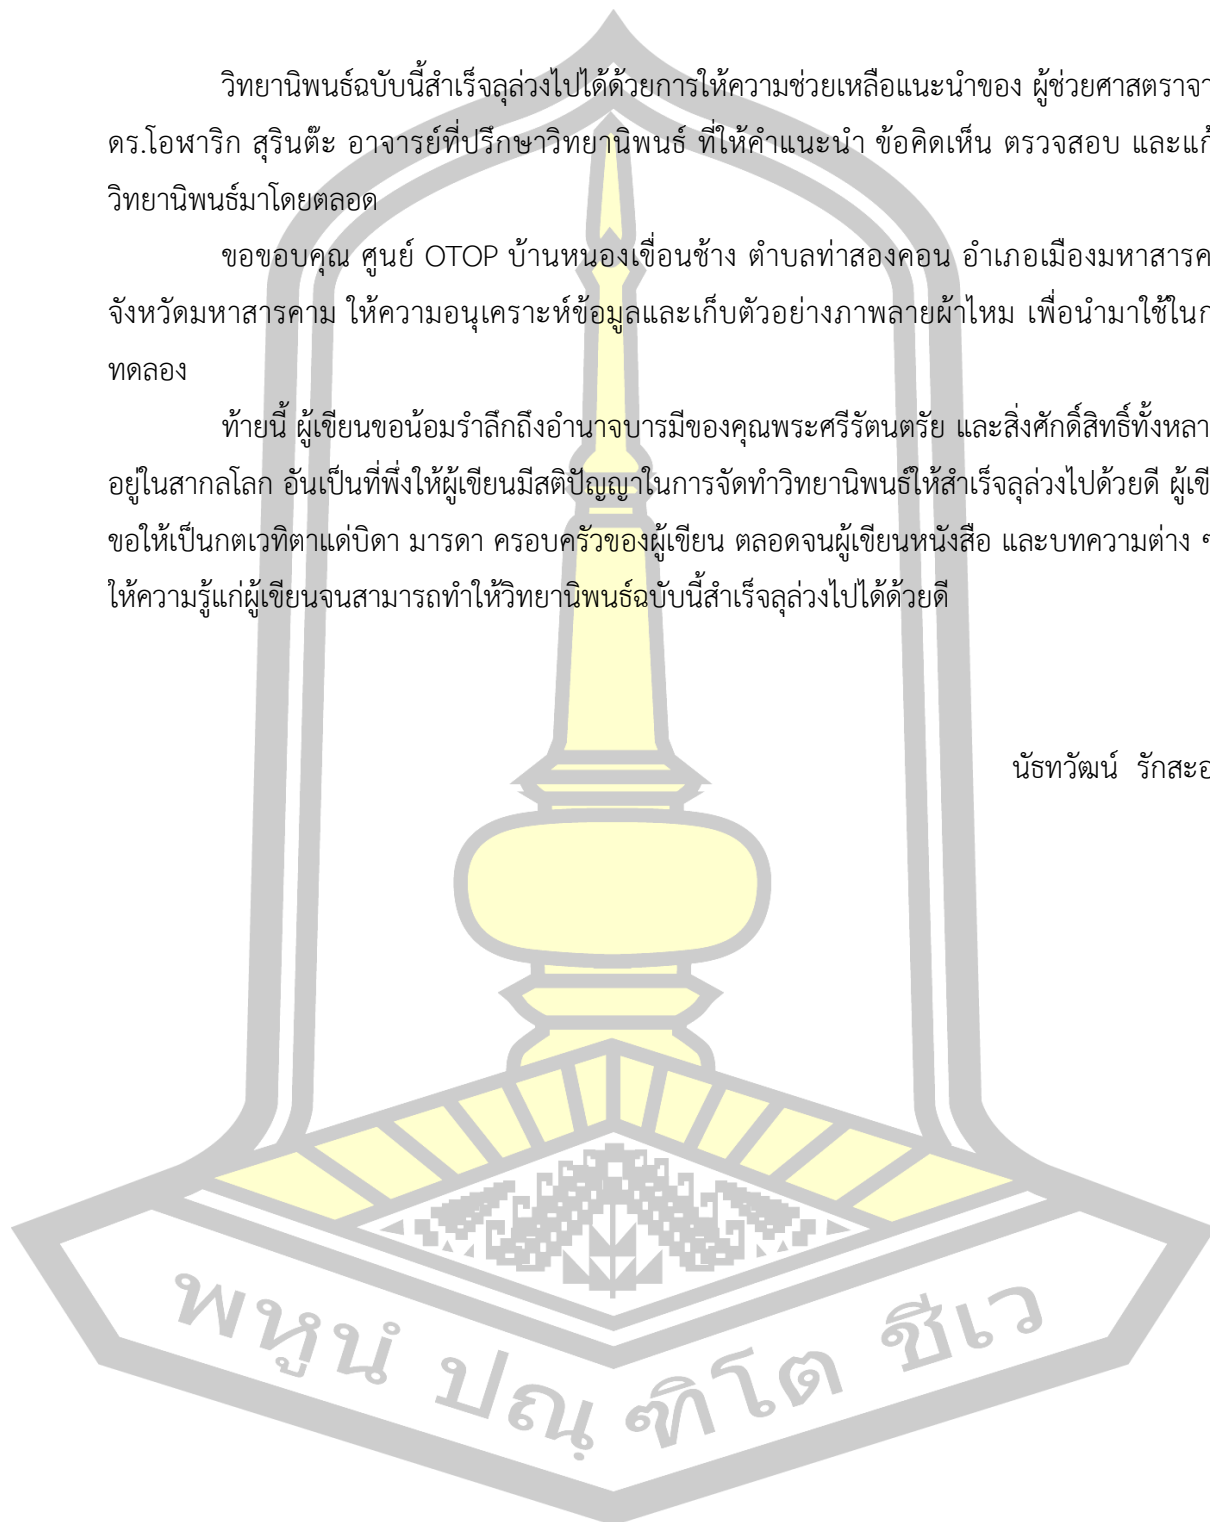 วิทยานิพนธ์ฉบับนี้สำเร็จลุล่วงไปได้ด้วยการให้ความช่วยเหลือแนะนำของ ผู้ช่วยศาสตราจา
ดร.โอฬาริก สุรินต๊ะ อาจารย์ที่ปรึกษาวิทยานิพนธ์ ที่ให้คำแนะนำ ข้อคิดเห็น ตรวจสอบ และแก้
วิทยานิพนธ์มาโดยตลอด
ขอขอบคุณ ศูนย์ OTOP บ้านหนองเขื่อนช้าง ตำบลท่าสองคอน อำเภอเมืองมหาสารค
จังหวัดมหาสารคาม ให้ความอนุเคราะห์ข้อมูลและเก็บตัวอย่างภาพลายผ้าไหม เพื่อนำมาใช้ในก
ทดลอง
ท้ายนี้ ผู้เขียนขอน้อมรำลึกถึงอำนาจบารมีของคุณพระศรีรัตนตรัย และสิ่งศักดิ์สิทธิ์ทั้งหลา
อยู่ในสากลโลก อันเป็นที่พึ่งให้ผู้เขียนมีสติปัญญาในการจัดทำวิทยานิพนธ์ให้สำเร็จลุล่วงไปด้วยดี ผู้เขี
ขอให้เป็นกตเวทิตาแด่บิดา มารดา ครอบครัวของผู้เขียน ตลอดจนผู้เขียนหนังสือ และบทความต่าง ๆ
ให้ความรู้แก่ผู้เขียนจนสามารถทำให้วิทยานิพนธ์ฉบับนี้สำเร็จลุล่วงไปได้ด้วยดี
นัธทวัฒน์ รักสะอ
พหูนํ ปณฺฑิโต ชีเว